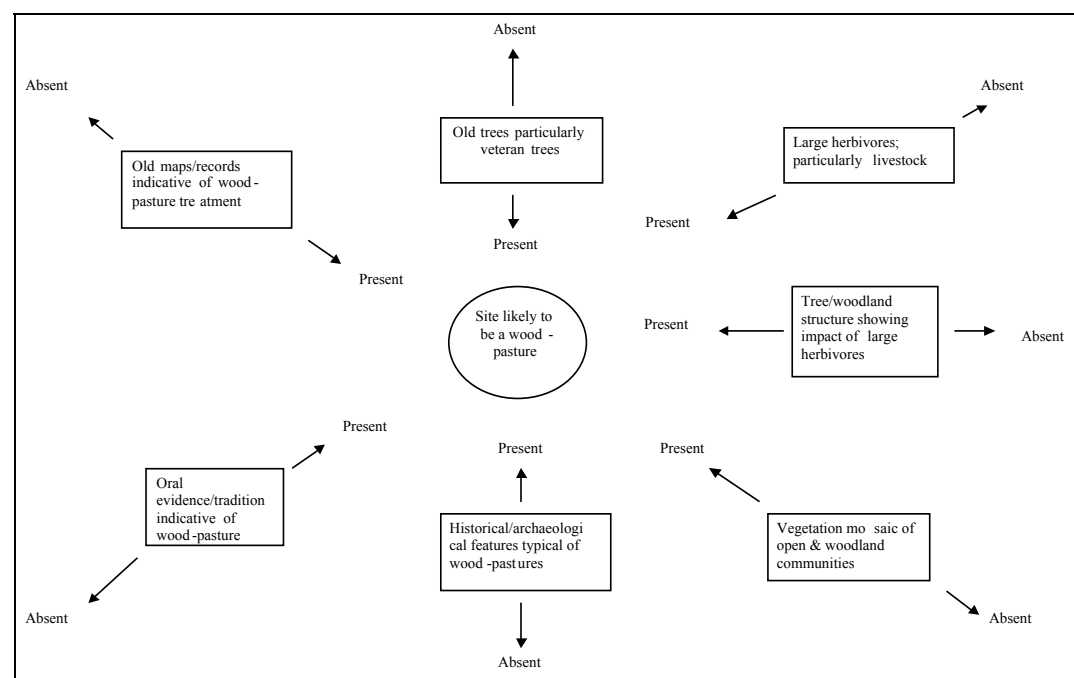 Absent
Absent
Absent
Old trees particularly
veteran trees
Large herbivores;
particularly livestock
Old maps/records
indicative of wood-
pasture tre atment
Present
Present
Present
Site likely to
be a wood -
pasture
Present
Tree/woodland
structure showing
impact of large
herbivores
Absent
Present
Present
Present
Oral
evidence/tradition
indicative of
wood-pasture
Historical/archaeologi
cal features typical of
wood-pastures
Vegetation mo saic of
open & woodland
communities
Absent
Absent
Absent